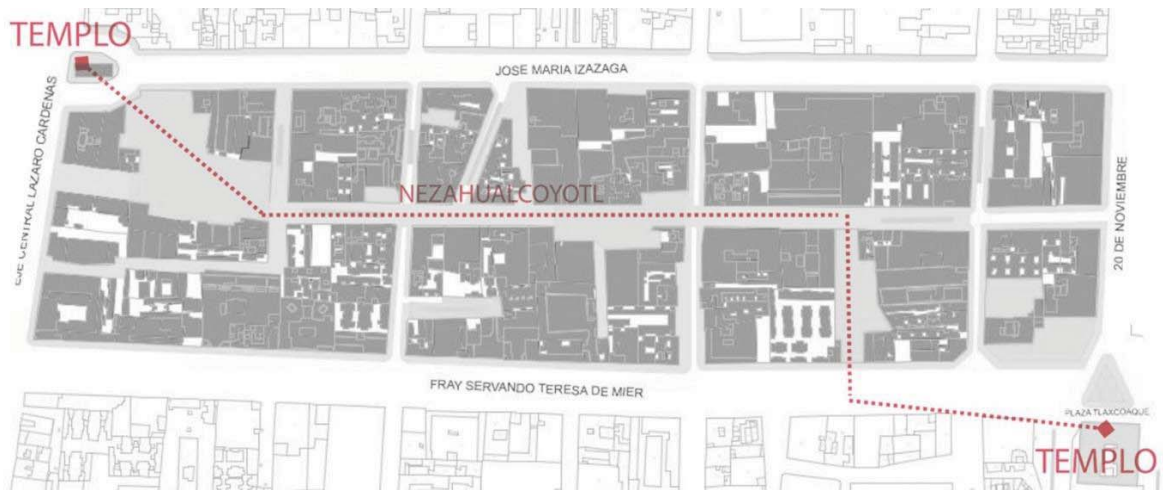 TEMPLO
JOSE MARIA IZAZAGA
EJE CENTRAL LAZARO CARDENAS
NEZAHUALCOYOTL
20 DE NOVIEMBRE
FRAY SERVANDO TERESA DE MIER
PLAZA TLAXCOAQUE
TEMPLO